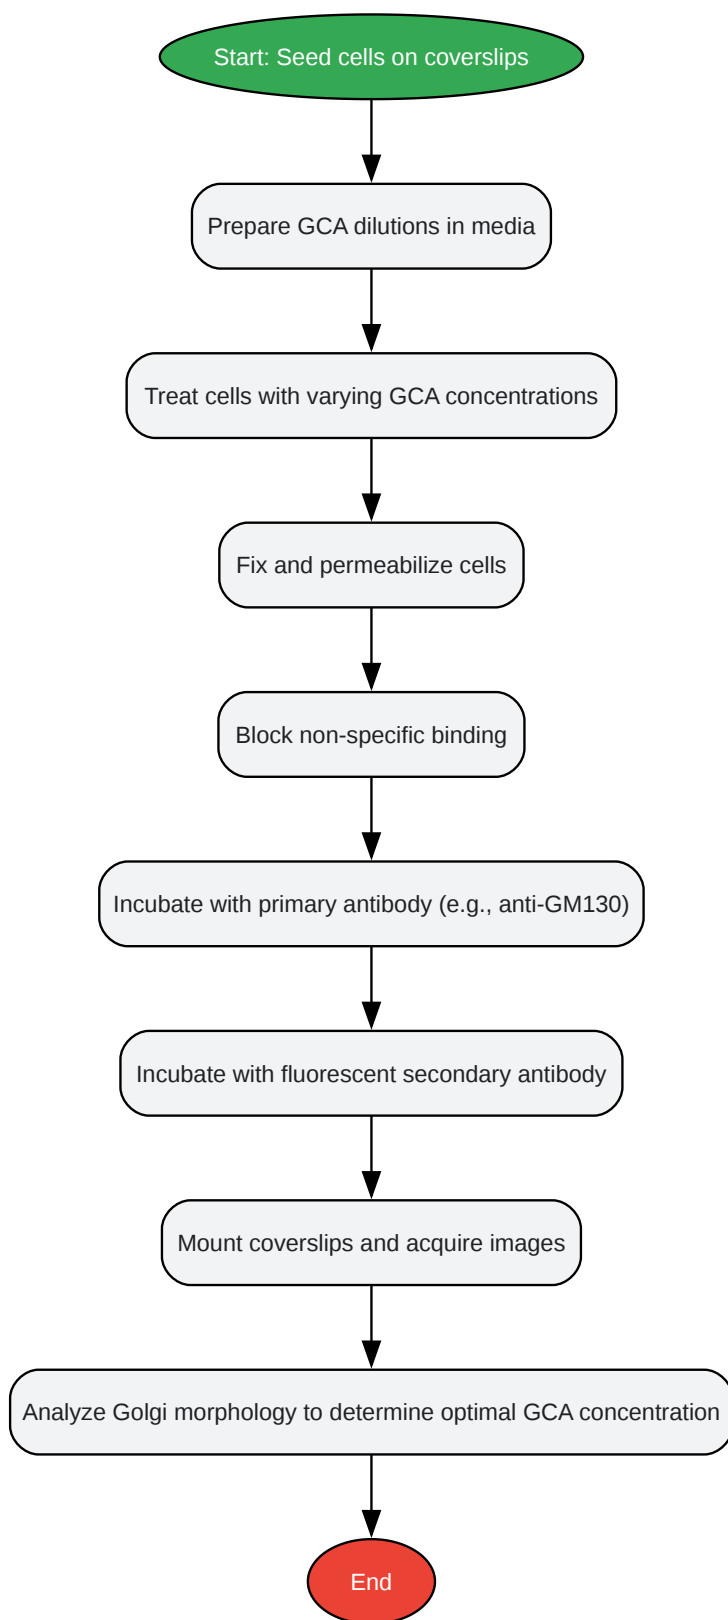 Start: Seed cells on coverslips
Prepare GCA dilutions in media
Treat cells with varying GCA concentrations
Fix and permeabilize cells
Block non-specific binding
Incubate with primary antibody (e.g., anti-GM130)
Incubate with fluorescent secondary antibody
Mount coverslips and acquire images
Analyze Golgi morphology to determine optimal GCA concentration
End